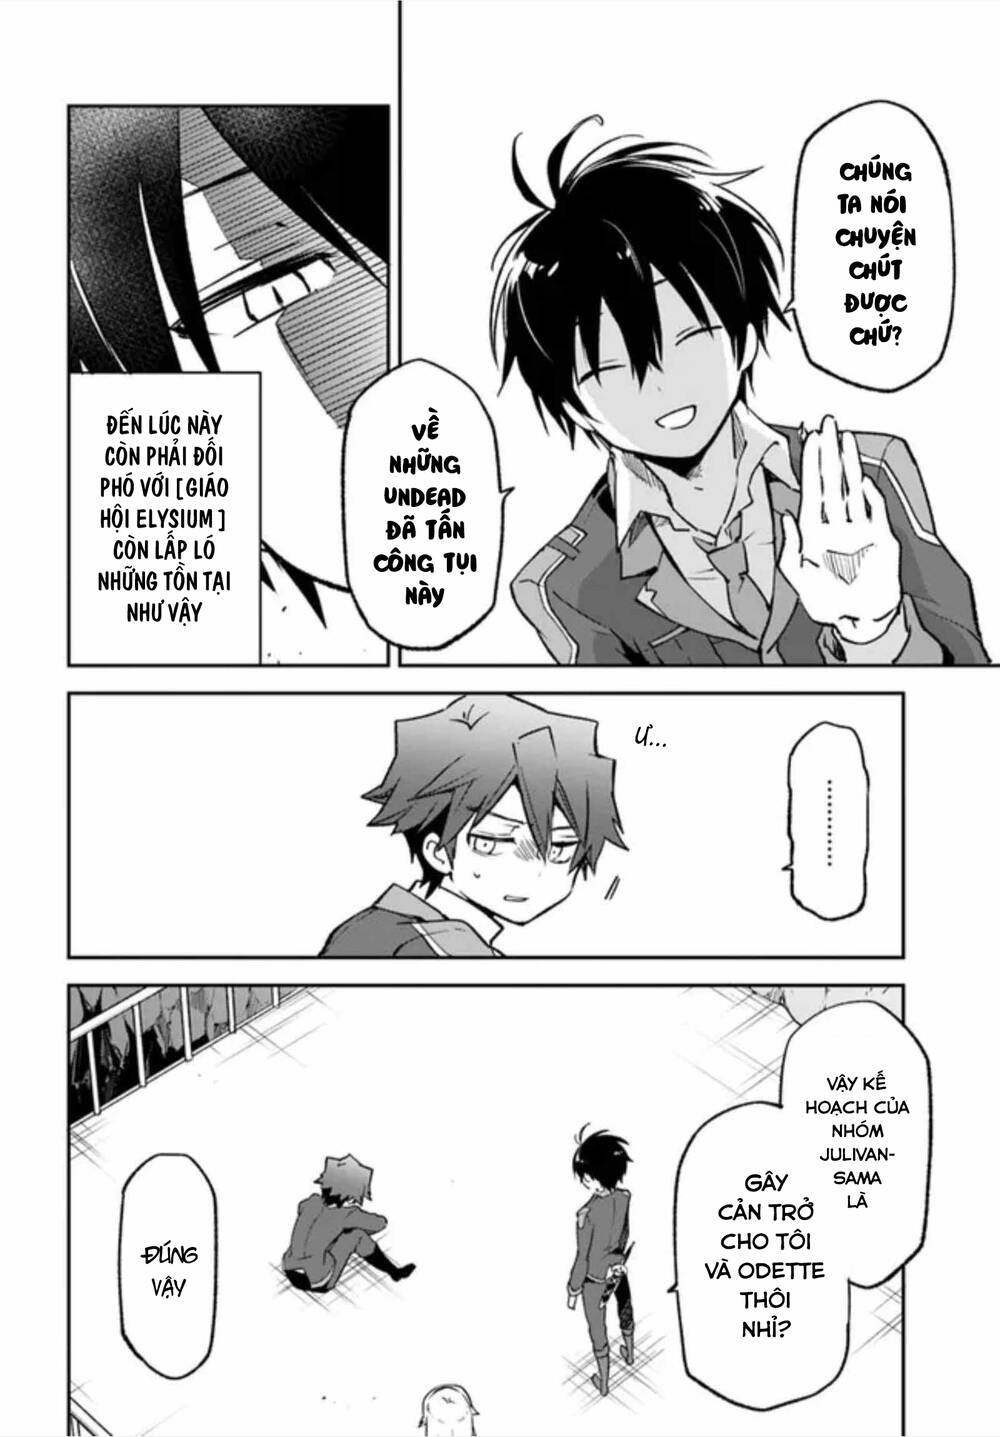 CHÚNG
TA NÓI
CHUYỆN
CHÚT
ĐƯỢC
CHỨ?
VỀ
NHỮNG
UNDEAD
ĐÃ TẤN
CÔNG TỤI
NÀY
ĐẾN LÚC NÀY
CÒN PHẢI ĐỐI
PHÓ VỚI [GIÁO
HỘI ELYSIUM ]
CÒN LẤP LÓ
NHỮNG TỒN TẠI
NHƯ VẬY
..........
Ư...
VẬY KẾ
HOẠCH CỦA
NHÓM
JULIVAN-
SAMA
LÀ
GÂY
CẢN TRỞ
CHO TÔI
VÀ ODETTE
THÔI
NHỈ?
ĐÚNG
VẬY